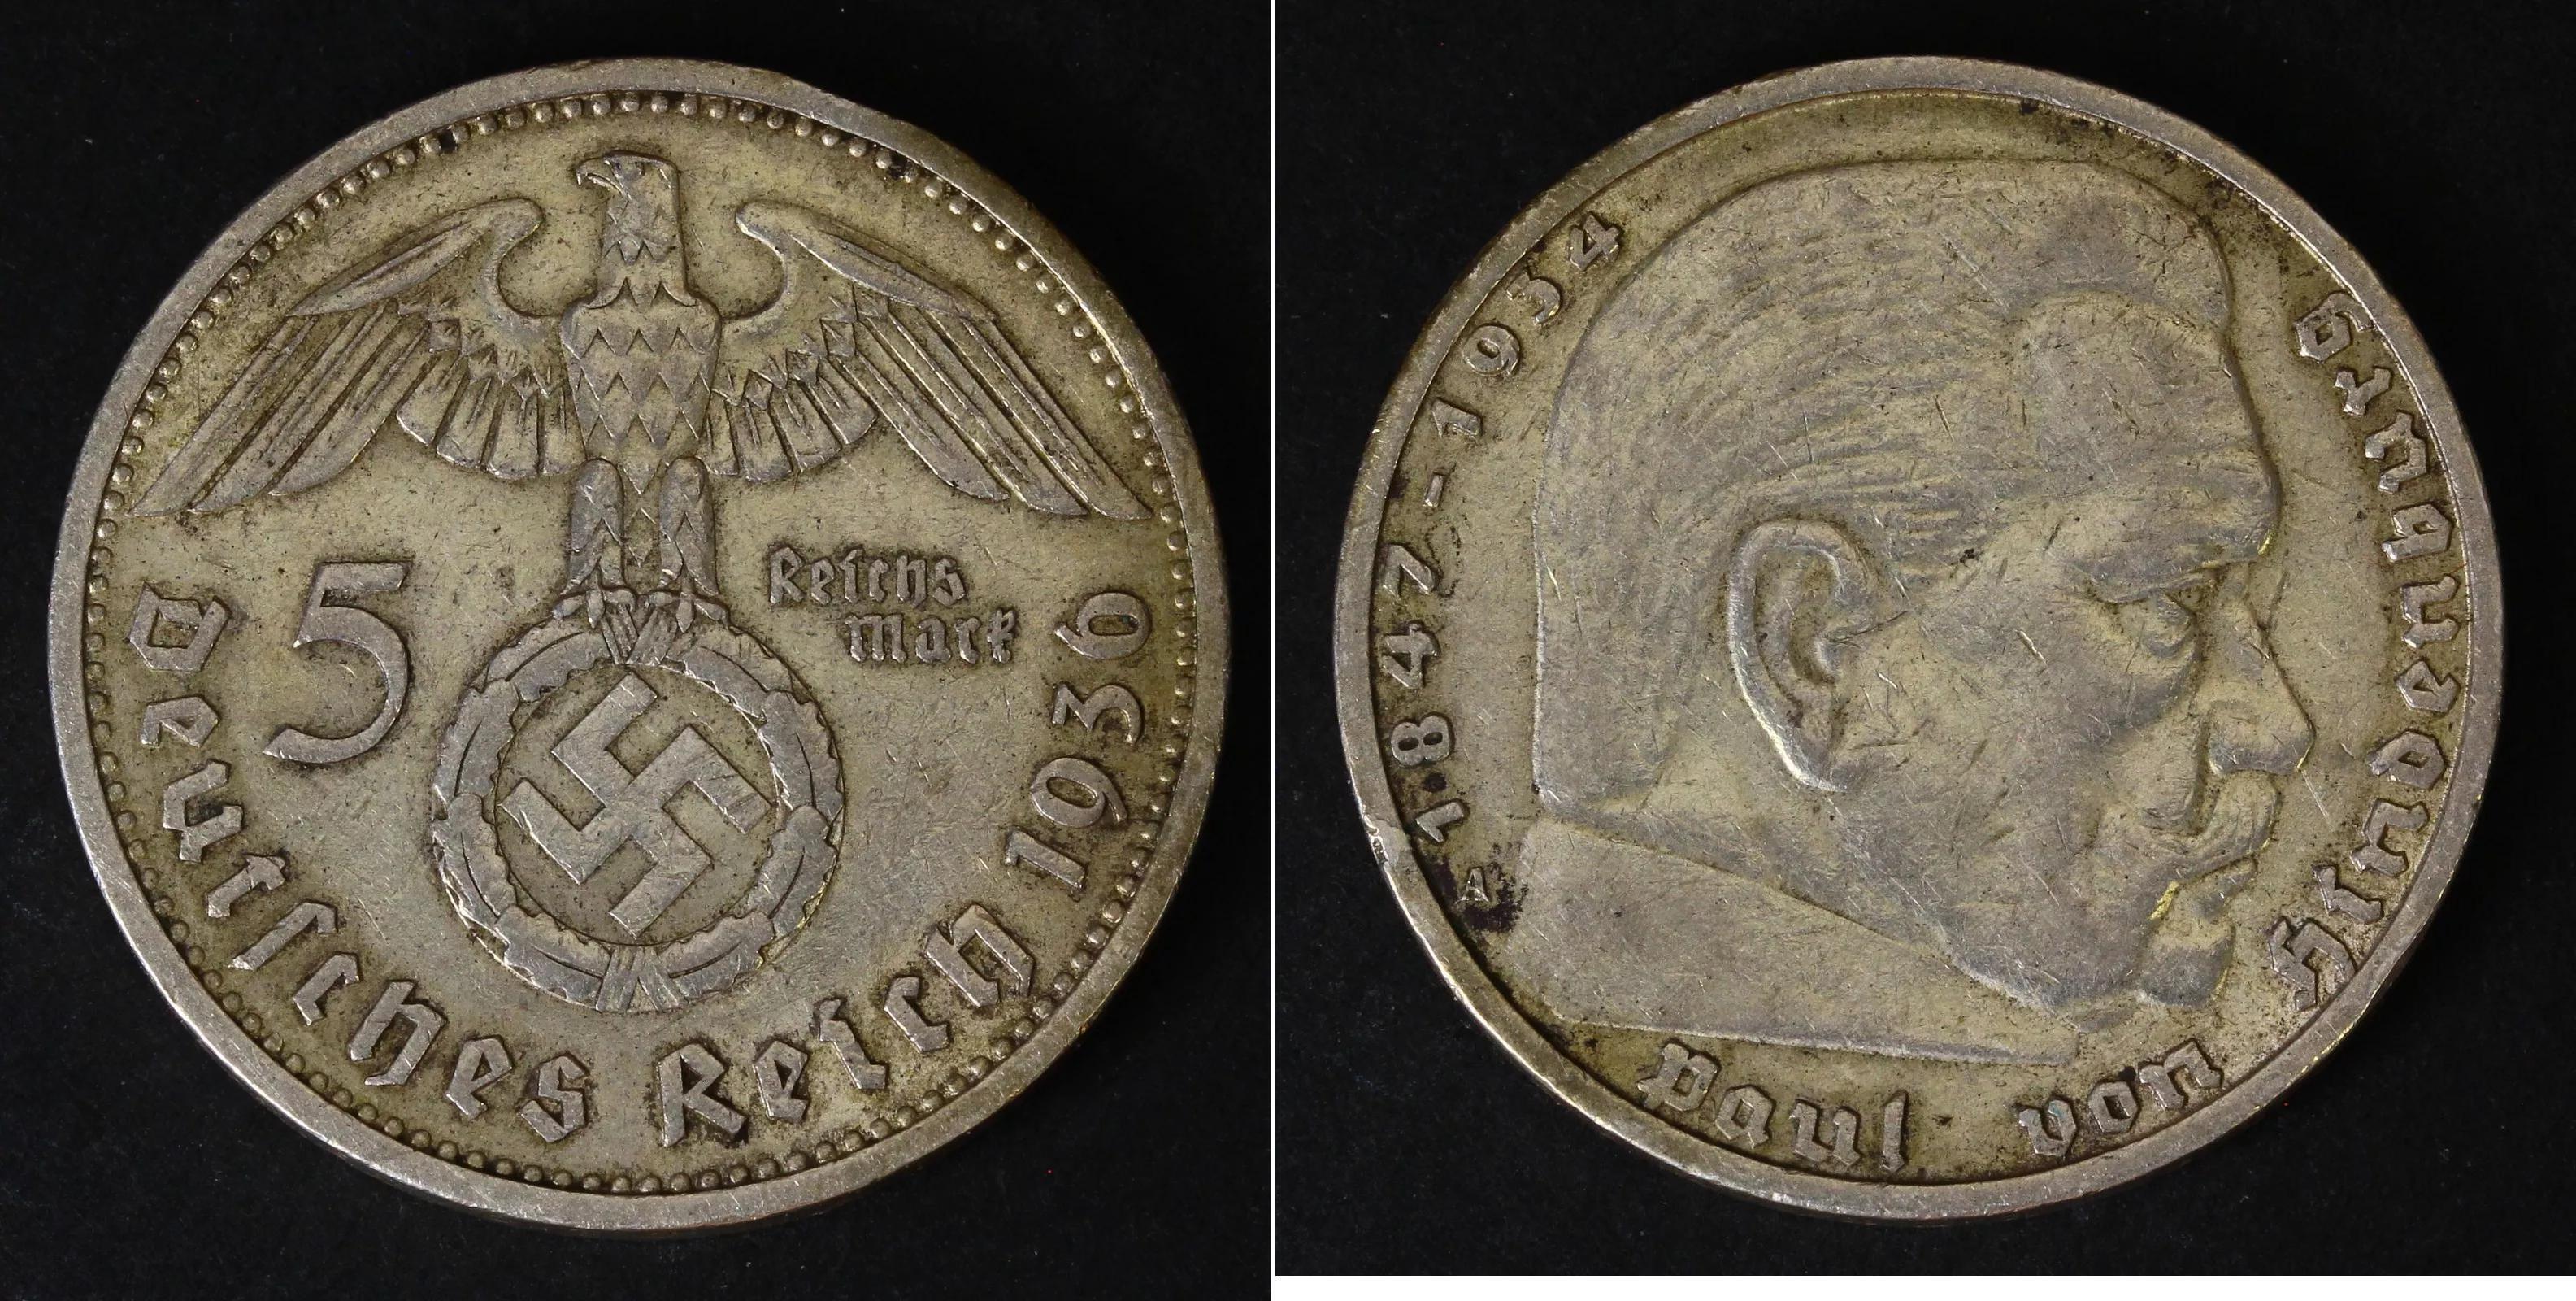 5
Reichs
Mark
Deutsches Reich 1936
1847-1934
A
Paul von Hindenburg